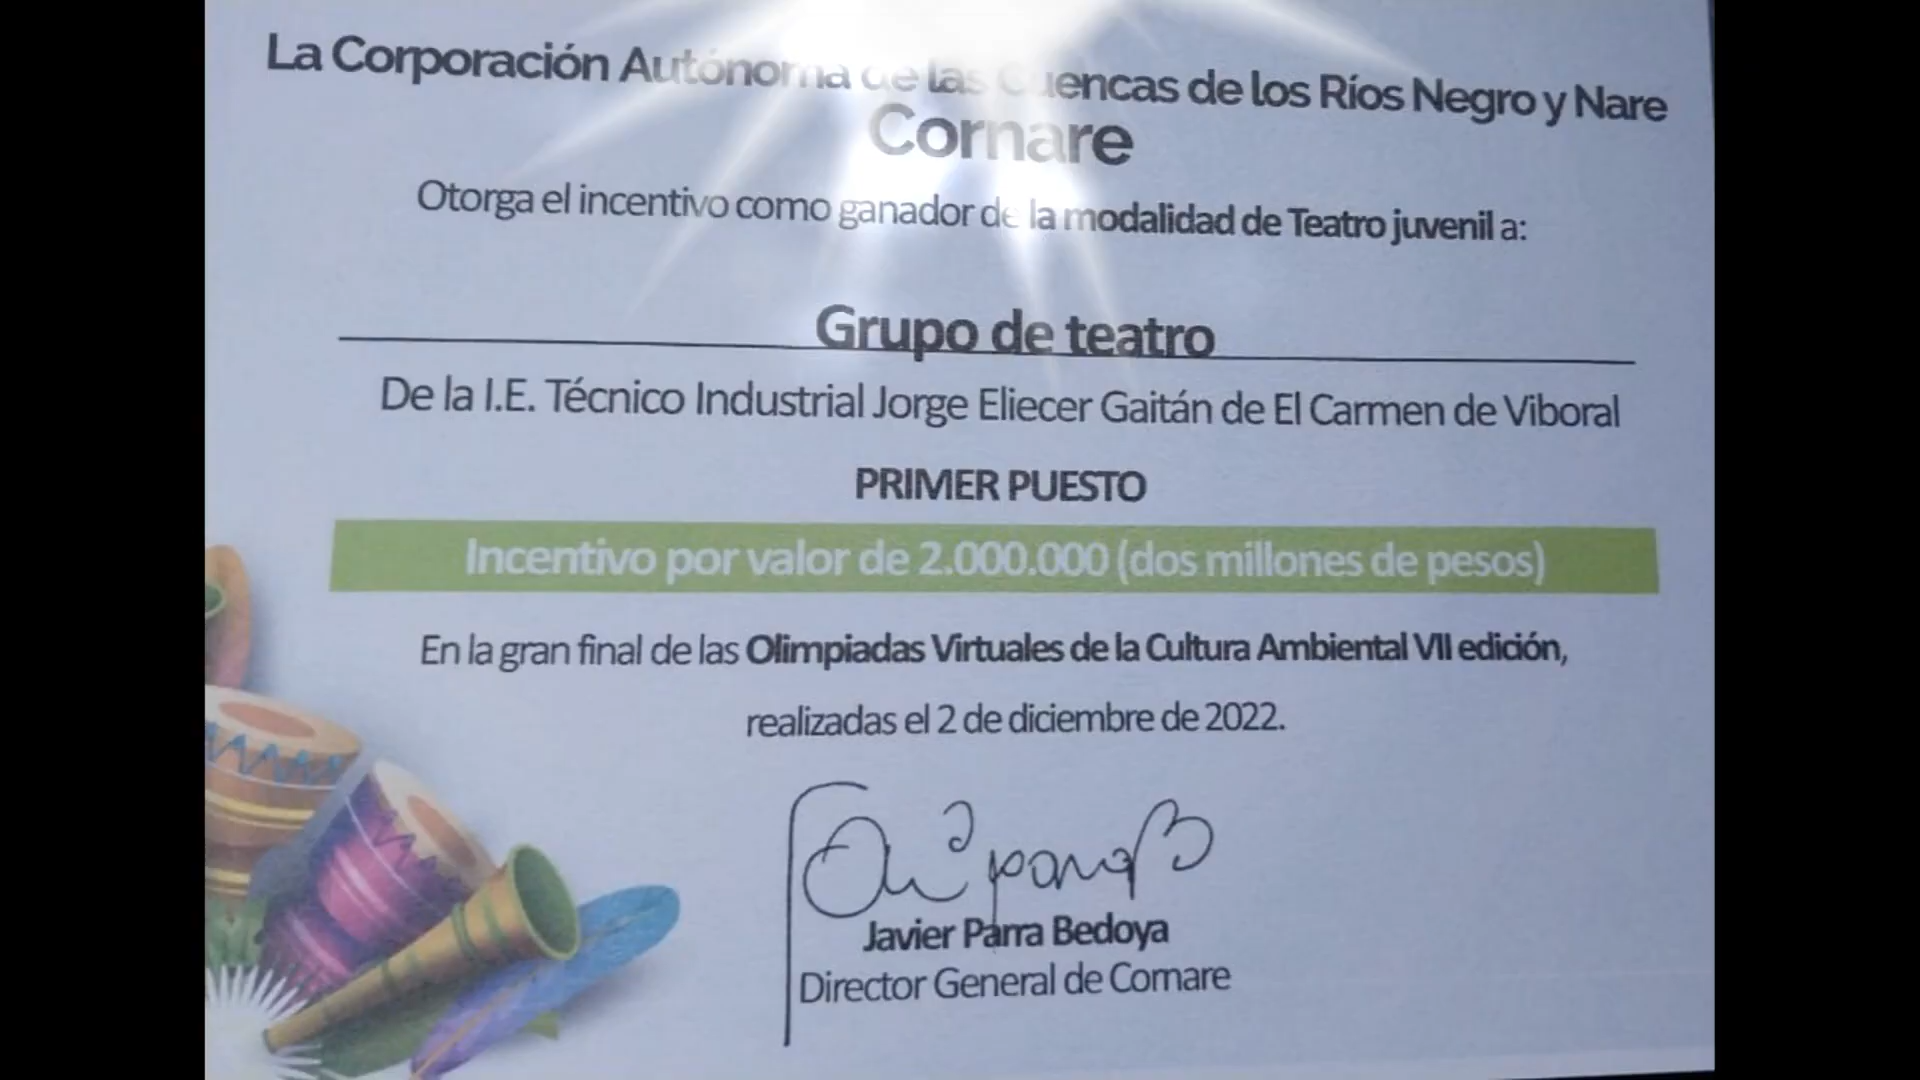 La Corporación Autónoma de las Cuencas de los Ríos Negro y Nare
Cornare
Otorga el incentivo como ganador de la modalidad de Teatro juvenil a:
Grupo de teatro
De la I.E. Técnico Industrial Jorge Eliecer Gaitán de El Carmen de Viboral
PRIMER PUESTO
Incentivo por valor de 2.000.000 (dos millones de pesos)
En la gran final de las Olimpiadas Virtuales de la Cultura Ambiental VII edición,
realizadas el 2 de diciembre de 2022.
Javier Parra Bedoya
Director General de Cornare